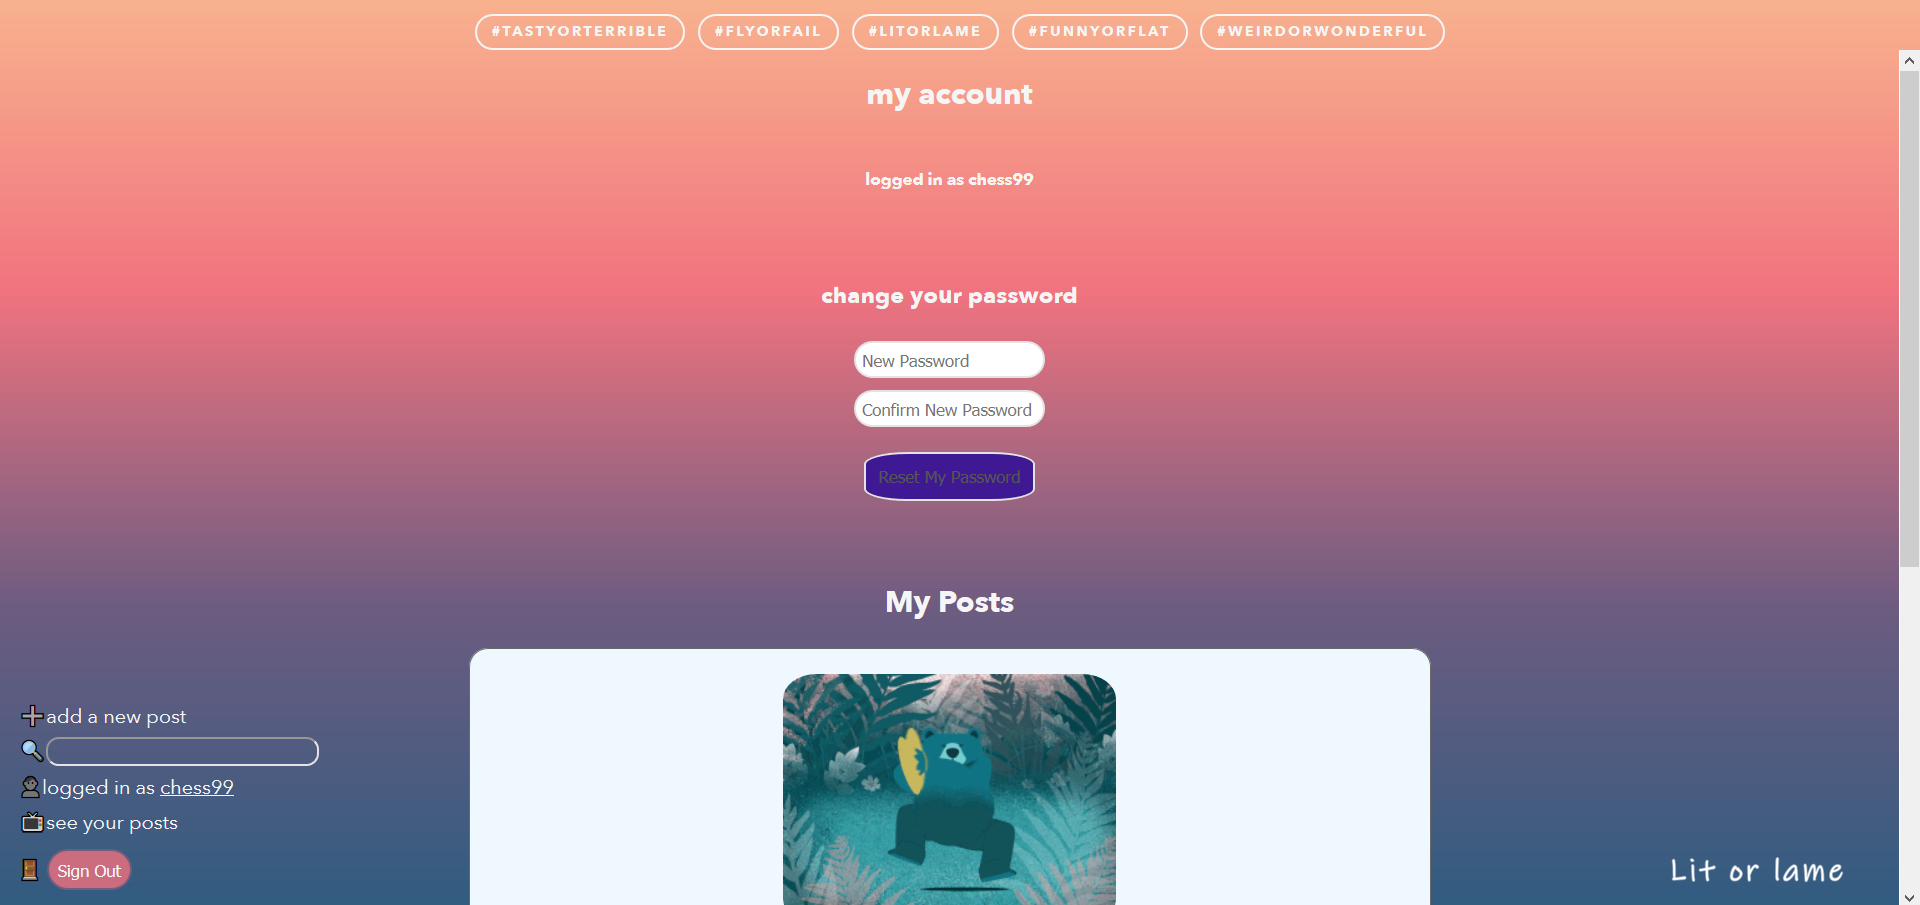 #TASTYORTERRIBLE #FLYORFAIL #LITORLAME #FUNNYORFLAT #WEIRDORWONDERFUL
my account
logged in as chess99
change your password
New Password
Confirm New Password
Reset My Password
My Posts
add a new post
logged in as chess99
see your posts
Sign Out
Lit or lame